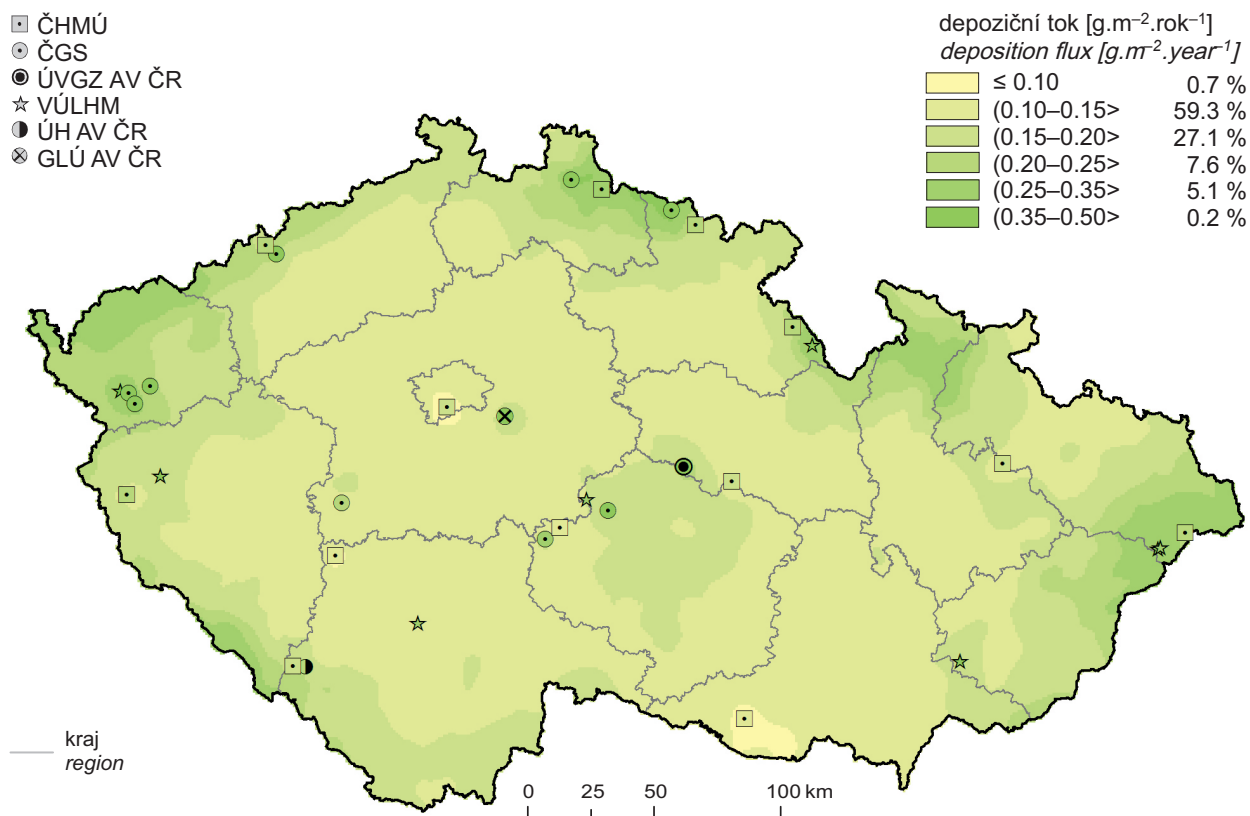 ČHMÚ
ČGS
ÚVGZ AV ČR
VÚLHM
ÚH AV ČR
GLÚ AV ČR
depoziční tok [g.m⁻².rok⁻¹]
deposition flux [g.m⁻².year⁻¹]
≤ 0.10 0.7 %
(0.10–0.15> 59.3 %
(0.15–0.20> 27.1 %
(0.20–0.25> 7.6 %
(0.25–0.35> 5.1 %
(0.35–0.50> 0.2 %
kraj
region
0 25 50 100 km